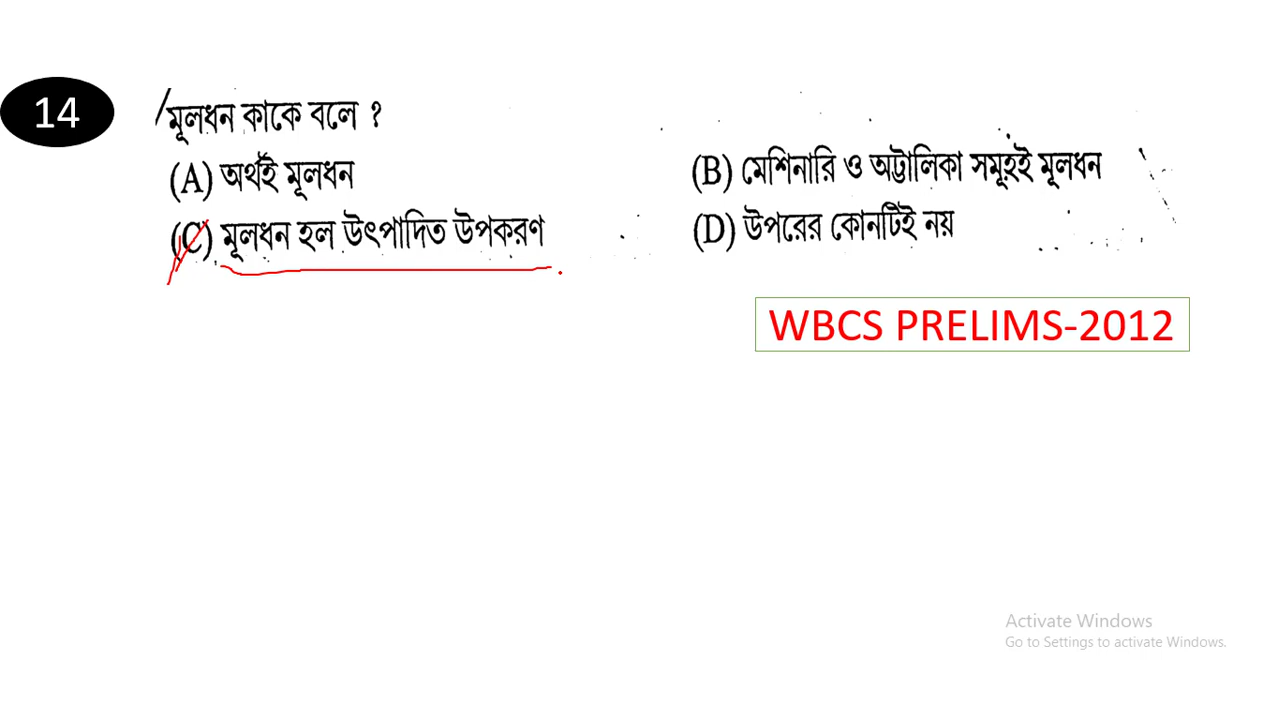 14
মূলধন কাকে বলে ?
(A) অর্থই মূলধন
(B) মেশিনারি ও অট্টালিকা সমূহই মূলধন
(C) মূলধন হল উৎপাদিত উপকরণ
(D) উপরের কোনটিই নয়
WBCS PRELIMS-2012
Activate Windows
Go to Settings to activate Windows.